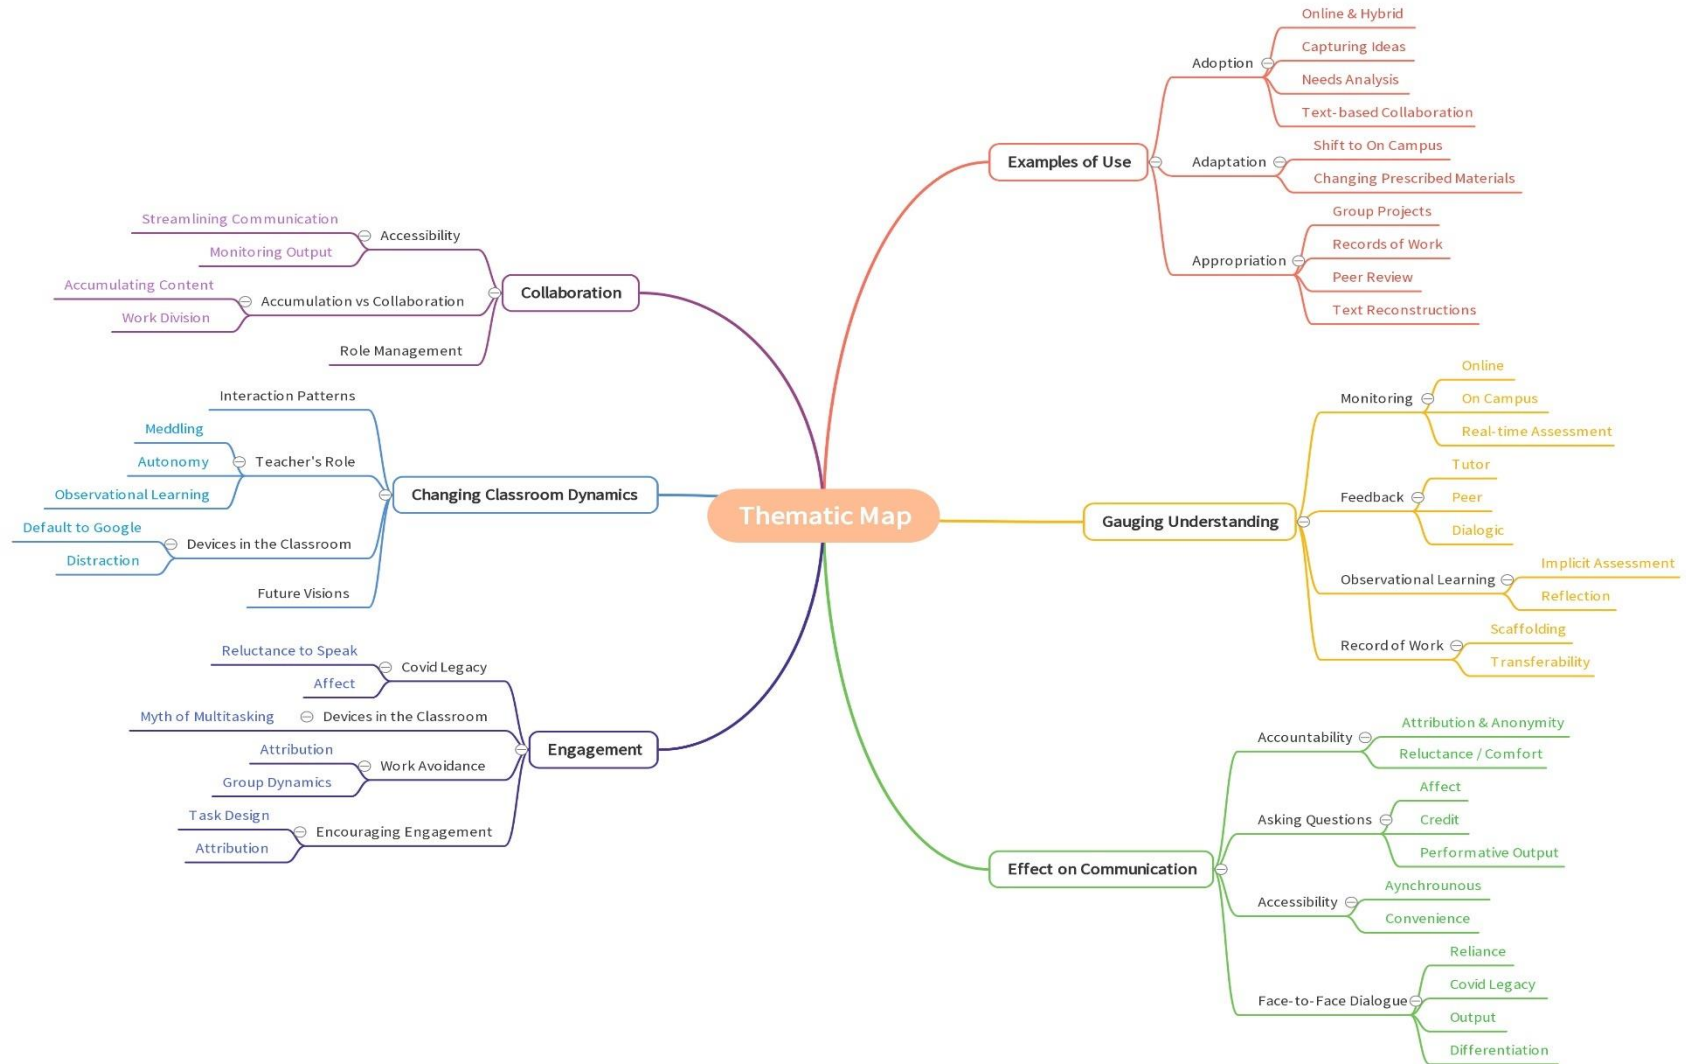 Thematic Map
Examples of Use
Adoption
Online & Hybrid
Capturing Ideas
Needs Analysis
Text-based Collaboration
Adaptation
Shift to On Campus
Changing Prescribed Materials
Appropriation
Group Projects
Records of Work
Peer Review
Text Reconstructions
Gauging Understanding
Monitoring
Online
On Campus
Real-time Assessment
Feedback
Tutor
Peer
Dialogic
Observational Learning
Implicit Assessment
Reflection
Record of Work
Scaffolding
Transferability
Effect on Communication
Accountability
Attribution & Anonymity
Reluctance / Comfort
Asking Questions
Affect
Credit
Performative Output
Accessibility
Aynchrounous
Convenience
Face-to-Face Dialogue
Reliance
Covid Legacy
Output
Differentiation
Collaboration
Accessibility
Streamlining Communication
Monitoring Output
Accumulation vs Collaboration
Accumulating Content
Work Division
Role Management
Changing Classroom Dynamics
Interaction Patterns
Teacher's Role
Meddling
Autonomy
Observational Learning
Devices in the Classroom
Default to Google
Distraction
Future Visions
Engagement
Covid Legacy
Reluctance to Speak
Affect
Devices in the Classroom
Myth of Multitasking
Work Avoidance
Attribution
Group Dynamics
Encouraging Engagement
Task Design
Attribution